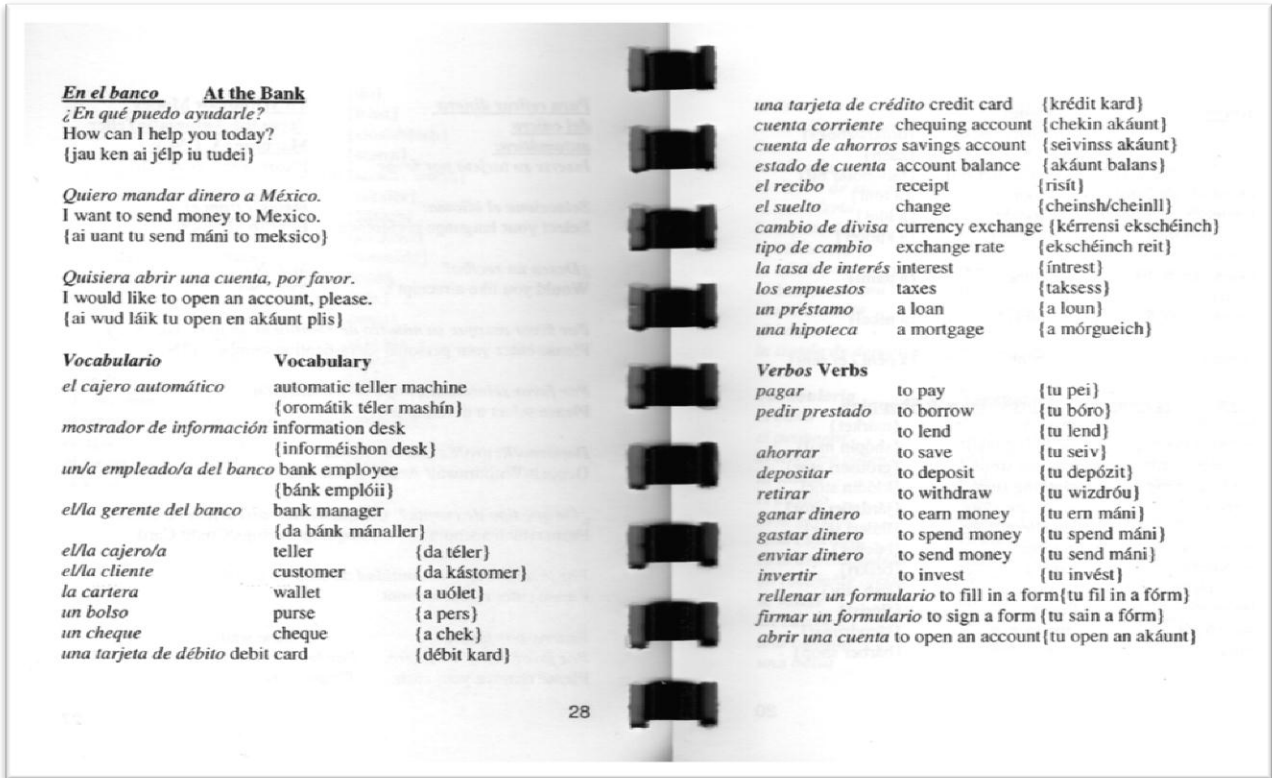 En el banco At the Bank
¿En qué puedo ayudarle?
How can I help you today?
{jau ken ai jélp iu tudei}
Quiero mandar dinero a México.
I want to send money to Mexico.
{ai uant tu send máni to meksico}
Quisiera abrir una cuenta, por favor.
I would like to open an account, please.
{ai wud láik tu open en akáunt plis}
Vocabulario Vocabulary
el cajero automático automatic teller machine
{oromátik téler mashín}
mostrador de información information desk
{informéishon desk}
un/a empleado/a del banco bank employee
{bánk emplóii}
el/la gerente del banco bank manager
{da bánk mánaller}
el/la cajero/a teller {da téler}
el/la cliente customer {da kástomer}
la cartera wallet {a uólet}
un bolso purse {a pers}
un cheque cheque {a chek}
una tarjeta de débito debit card {débit kard}
28
una tarjeta de crédito credit card {krédit kard}
cuenta corriente chequing account {chekin akáunt}
cuenta de ahorros savings account {seivinss akáunt}
estado de cuenta account balance {akáunt balans}
el recibo receipt {risít}
el suelto change {cheinsh/cheinll}
cambio de divisa currency exchange {kérrensi ekschéinch}
tipo de cambio exchange rate {ekschéinch reit}
la tasa de interés interest {íntrest}
los empuestos taxes {taksess}
un préstamo a loan {a loun}
una hipoteca a mortgage {a mórgueich}
Verbos Verbs
pagar to pay {tu pei}
pedir prestado to borrow {tu bóro}
to lend {tu lend}
ahorrar to save {tu seiv}
depositar to deposit {tu depózit}
retirar to withdraw {tu wizdróu}
ganar dinero to earn money {tu ern máni}
gastar dinero to spend money {tu spend máni}
enviar dinero to send money {tu send máni}
invertir to invest {tu invést}
rellenar un formulario to fill in a form{tu fil in a fórm}
firmar un formulario to sign a form {tu sain a fórm}
abrir una cuenta to open an account{tu open an akáunt}